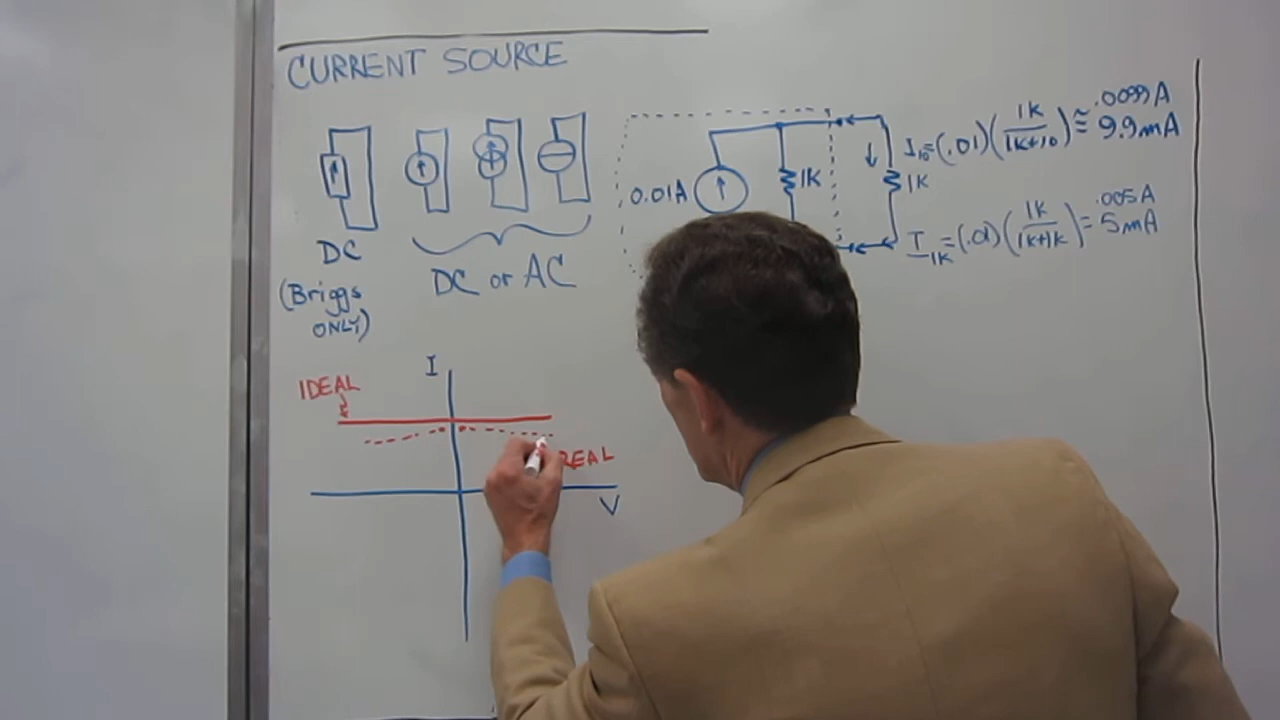 CURRENT SOURCE
DC
(Briggs
ONLY)
DC or AC
0.01A
1K
1K
I10=(.01)(1K/1K+10)≅ .0099A
9.9mA
I1K=(.01)(1K/1K+1K)= .005A
5mA
IDEAL
I
REAL
V